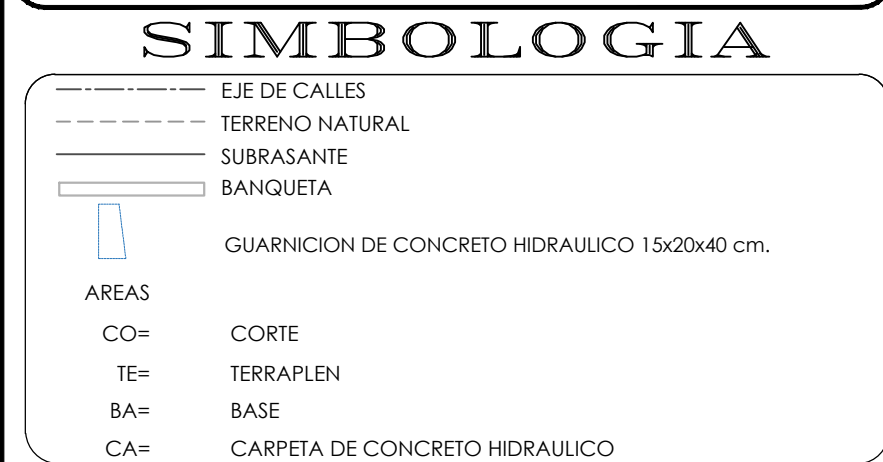 SIMBOLOGIA
EJE DE CALLES
TERRENO NATURAL
SUBRASANTE
BANQUETA
GUARNICION DE CONCRETO HIDRAULICO 15x20x40 cm.
AREAS
CO= CORTE
TE= TERRAPLEN
BA= BASE
CA= CARPETA DE CONCRETO HIDRAULICO